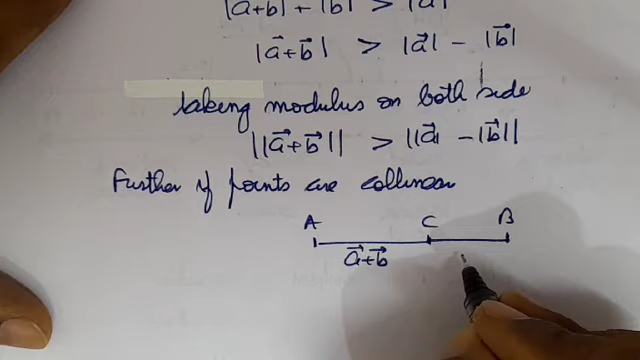 |a⃗+b⃗| + |b⃗| > |a⃗|
|a⃗+b⃗| > |a⃗| - |b⃗|
taking modulus on both side
||a⃗+b⃗|| > ||a⃗| - |b⃗||
Further if points are collinear
A C B
a⃗+b⃗